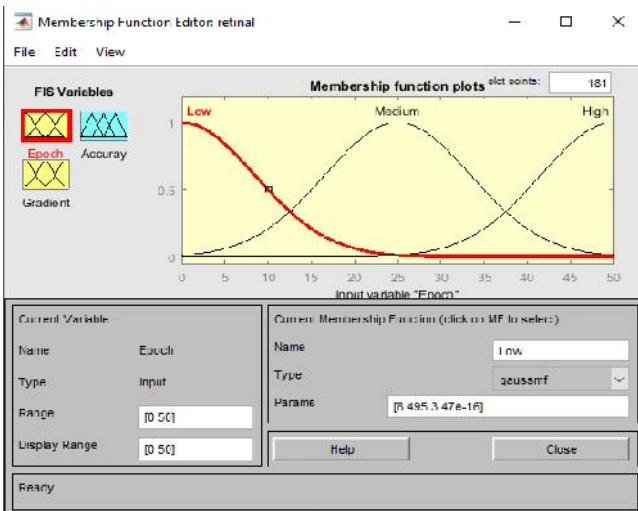 Membership Function Editor: retinal
File Edit View
FIS Variables
Epoch
Accuray
Gradient
Membership function plots
plot points:
181
Low
Medium
High
1
0.5
0
0 5 10 15 20 25 30 35 40 45 50
input variable "Epoch"
Current Variable
Name Epoch
Type input
Range [0 50]
Display Range [0 50]
Current Membership Function (click on MF to select)
Name Low
Type gaussmf
Params [8.495 3.47e-16]
Help
Close
Ready